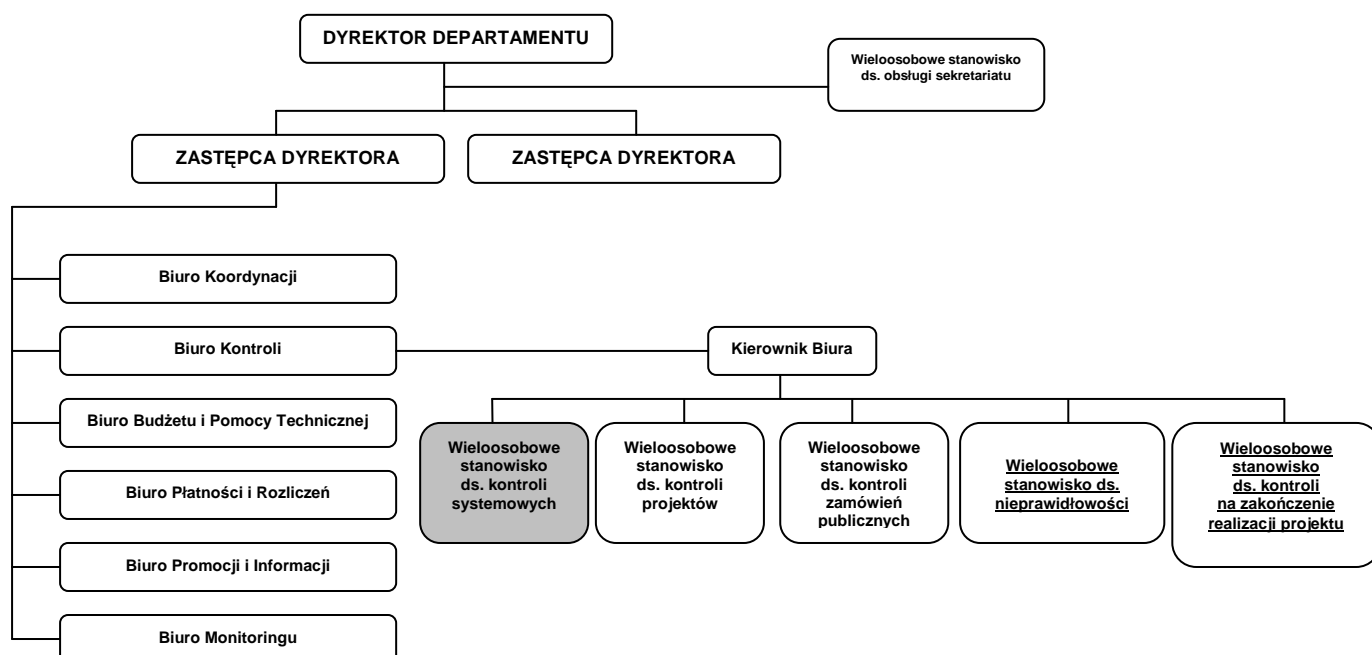 DYREKTOR DEPARTAMENTU
Wieloosobowe stanowisko
ds. obsługi sekretariatu
ZASTĘPCA DYREKTORA
ZASTĘPCA DYREKTORA
Biuro Koordynacji
Biuro Kontroli
Kierownik Biura
Biuro Budżetu i Pomocy Technicznej
Wieloosobowe
stanowisko
ds. kontroli
systemowych
Wieloosobowe
stanowisko
ds. kontroli
projektów
Wieloosobowe
stanowisko
ds. kontroli
zamówień
publicznych
Wieloosobowe
stanowisko ds.
nieprawidłowości
Wieloosobowe
stanowisko
ds. kontroli
na zakończenie
realizacji projektu
Biuro Płatności i Rozliczeń
Biuro Promocji i Informacji
Biuro Monitoringu